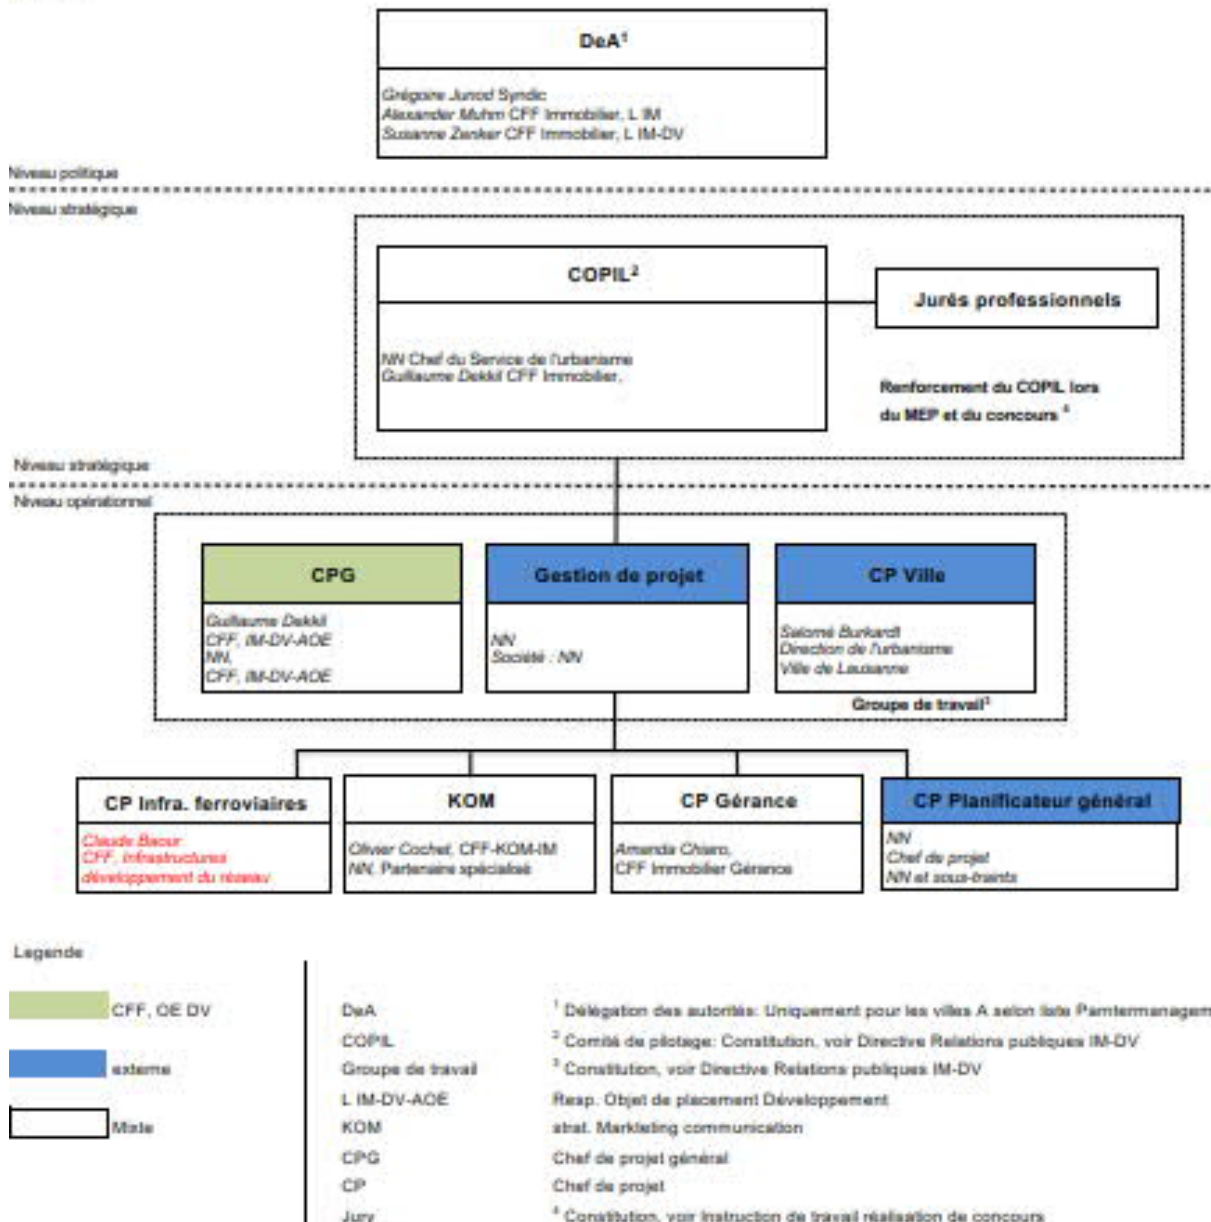 DeA¹
Grégoire Junod Syndic
Alexander Muhm CFF Immobilier, L IM
Susanne Zenker CFF Immobilier, L IM-DV
Niveau politique
Niveau stratégique
COPIL²
Jurés professionnels
NN Chef du Service de l'urbanisme
Guillaume Dekkil CFF Immobilier,
Renforcement du COPIL lors
du MEP et du concours ⁴
Niveau stratégique
Niveau opérationnel
CPG
Guillaume Dekkil
CFF, IM-DV-AOE
NN,
CFF, IM-DV-AOE
Gestion de projet
NN
Société : NN
CP Ville
Salomé Burkardt
Direction de l'urbanisme
Ville de Lausanne
Groupe de travail³
CP Infra. ferroviaires
Claude
CFF, Infrastructures
développement du réseau
KOM
Olivier Cochet, CFF-KOM-IM
NN, Partenaire spécialisé
CP Gérance
Amanda Chiaro,
CFF Immobilier Gérance
CP Planificateur général
NN
Chef de projet
NN et sous-traints
Legende
CFF, OE DV
externe
Mixte
DeA ¹ Délégation des autorités: Uniquement pour les villes A selon liste Parntermanagem
COPIL ² Comité de pilotage: Constitution, voir Directive Relations publiques IM-DV
Groupe de travail ³ Constitution, voir Directive Relations publiques IM-DV
L IM-DV-AOE Resp. Objet de placement Développement
KOM strat. Markteting communication
CPG Chef de projet général
CP Chef de projet
Jury ⁴ Constitution, voir Instruction de travail réalisation de concours